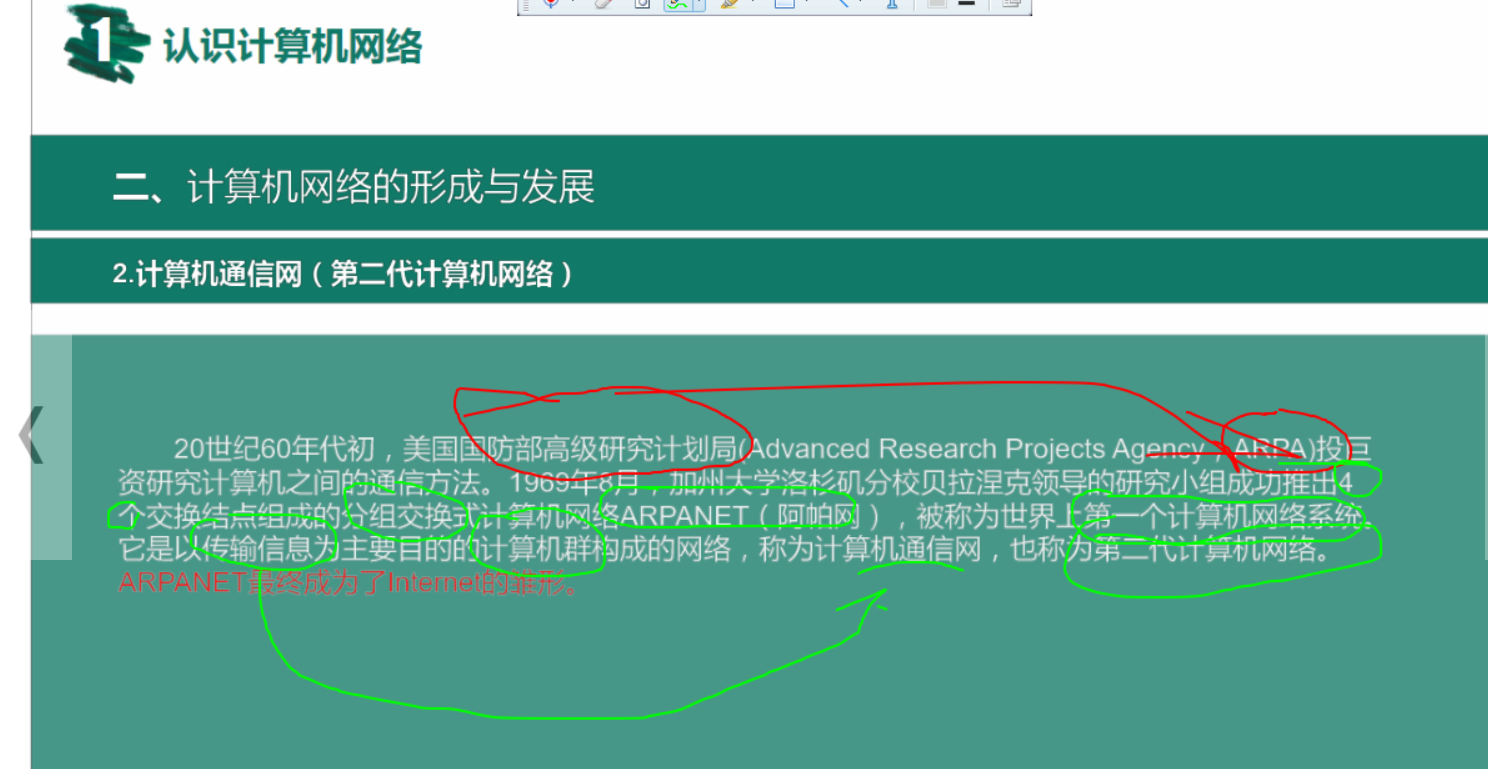 1 认识计算机网络
二、计算机网络的形成与发展
2.计算机通信网（第二代计算机网络）
20世纪60年代初，美国国防部高级研究计划局(Advanced Research Projects Agency，ARPA)投巨
资研究计算机之间的通信方法。1969年8月，加州大学洛杉矶分校贝拉涅克领导的研究小组成功推出4
个交换结点组成的分组交换式计算机网络ARPANET（阿帕网），被称为世界上第一个计算机网络系统。
它是以传输信息为主要目的的计算机群构成的网络，称为计算机通信网，也称为第二代计算机网络。
ARPANET最终成为了Internet的雏形。